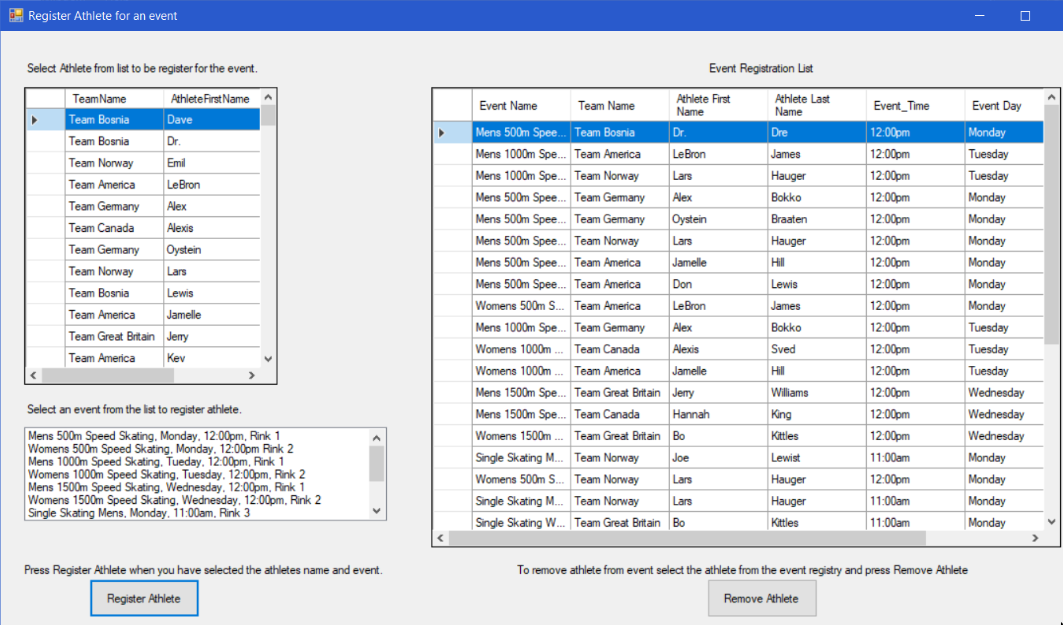 Register Athlete for an event
Select Athlete from list to be register for the event.
TeamName AthleteFirstName
Team Bosnia Dave
Team Bosnia Dr.
Team Norway Emil
Team America LeBron
Team Germany Alex
Team Canada Alexis
Team Germany Oystein
Team Norway Lars
Team Bosnia Lewis
Team America Jamelle
Team Great Britain Jerry
Team America Kev
Select an event from the list to register athlete.
Mens 500m Speed Skating, Monday, 12:00pm, Rink 1
Womens 500m Speed Skating, Monday, 12:00pm Rink 2
Mens 1000m Speed Skating, Tueday, 12:00pm, Rink 1
Womens 1000m Speed Skating, Tuesday, 12:00pm, Rink 2
Mens 1500m Speed Skating, Wednesday, 12:00pm, Rink 1
Womens 1500m Speed Skating, Wednesday, 12:00pm, Rink 2
Single Skating Mens, Monday, 11:00am, Rink 3
Press Register Athlete when you have selected the athletes name and event.
Register Athlete
Event Registration List
Event Name Team Name Athlete First Name Athlete Last Name Event_Time Event Day
Mens 500m Spee... Team Bosnia Dr. Dre 12:00pm Monday
Mens 1000m Spe... Team America LeBron James 12:00pm Tuesday
Mens 1000m Spe... Team Norway Lars Hauger 12:00pm Tuesday
Mens 500m Spee... Team Germany Alex Bokko 12:00pm Monday
Mens 500m Spee... Team Germany Oystein Braaten 12:00pm Monday
Mens 500m Spee... Team Norway Lars Hauger 12:00pm Monday
Mens 500m Spee... Team America Jamelle Hill 12:00pm Monday
Mens 500m Spee... Team America Don Lewis 12:00pm Monday
Womens 500m S... Team America LeBron James 12:00pm Monday
Mens 1000m Spe... Team Germany Alex Bokko 12:00pm Tuesday
Womens 1000m ... Team Canada Alexis Sved 12:00pm Tuesday
Womens 1000m ... Team America Jamelle Hill 12:00pm Tuesday
Mens 1500m Spe... Team Great Britain Jerry Williams 12:00pm Wednesday
Mens 1500m Spe... Team Canada Hannah King 12:00pm Wednesday
Womens 1500m ... Team Great Britain Bo Kittles 12:00pm Wednesday
Single Skating M... Team Norway Joe Lewist 11:00am Monday
Womens 500m S... Team Norway Lars Hauger 12:00pm Monday
Single Skating M... Team Norway Lars Hauger 11:00am Monday
Single Skating W... Team Great Britain Bo Kittles 11:00am Monday
To remove athlete from event select the athlete from the event registry and press Remove Athlete
Remove Athlete